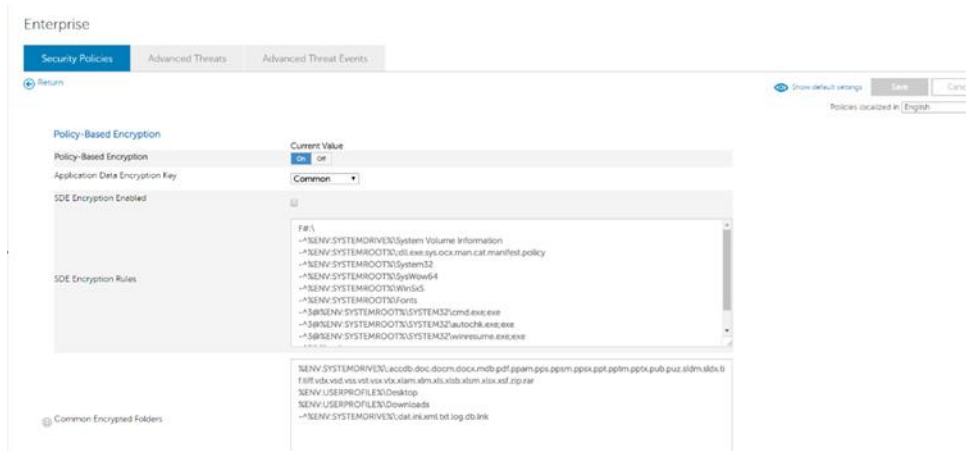 Enterprise
Security Policies
Advanced Threats
Advanced Threat Events
Return
Show default settings
Save
Policies localized in English
Policy-Based Encryption
Current Value
Policy-Based Encryption
On Off
Application Data Encryption Key
Common
SDE Encryption Enabled
SDE Encryption Rules
F#:\
-^%ENV:SYSTEMDRIVE%\System Volume Information
-^%ENV:SYSTEMROOT%\;dll.exe.sys.ocx.man.cat.manifest.policy
-^%ENV:SYSTEMROOT%\System32
-^%ENV:SYSTEMROOT%\SysWow64
-^%ENV:SYSTEMROOT%\WinSxS
-^%ENV:SYSTEMROOT%\Fonts
-^3@%ENV:SYSTEMROOT%\SYSTEM32\cmd.exe;exe
-^3@%ENV:SYSTEMROOT%\SYSTEM32\autochk.exe;exe
-^3@%ENV:SYSTEMROOT%\SYSTEM32\winresume.exe;exe
Common Encrypted Folders
%ENV:SYSTEMDRIVE%\;accdb.doc.docm.docx.mdb.pdf.ppam.pps.ppsm.ppsx.ppt.pptm.pptx.pub.puz.sldm.sldx.ti
f.tiff.vdx.vsd.vss.vst.vsx.vtx.xlam.xlm.xls.xlsb.xlsm.xlsx.xsf.zip.rar
%ENV:USERPROFILE%\Desktop
%ENV:USERPROFILE%\Downloads
-^%ENV:SYSTEMDRIVE%\;dat.ini.xml.txt.log.db.lnk